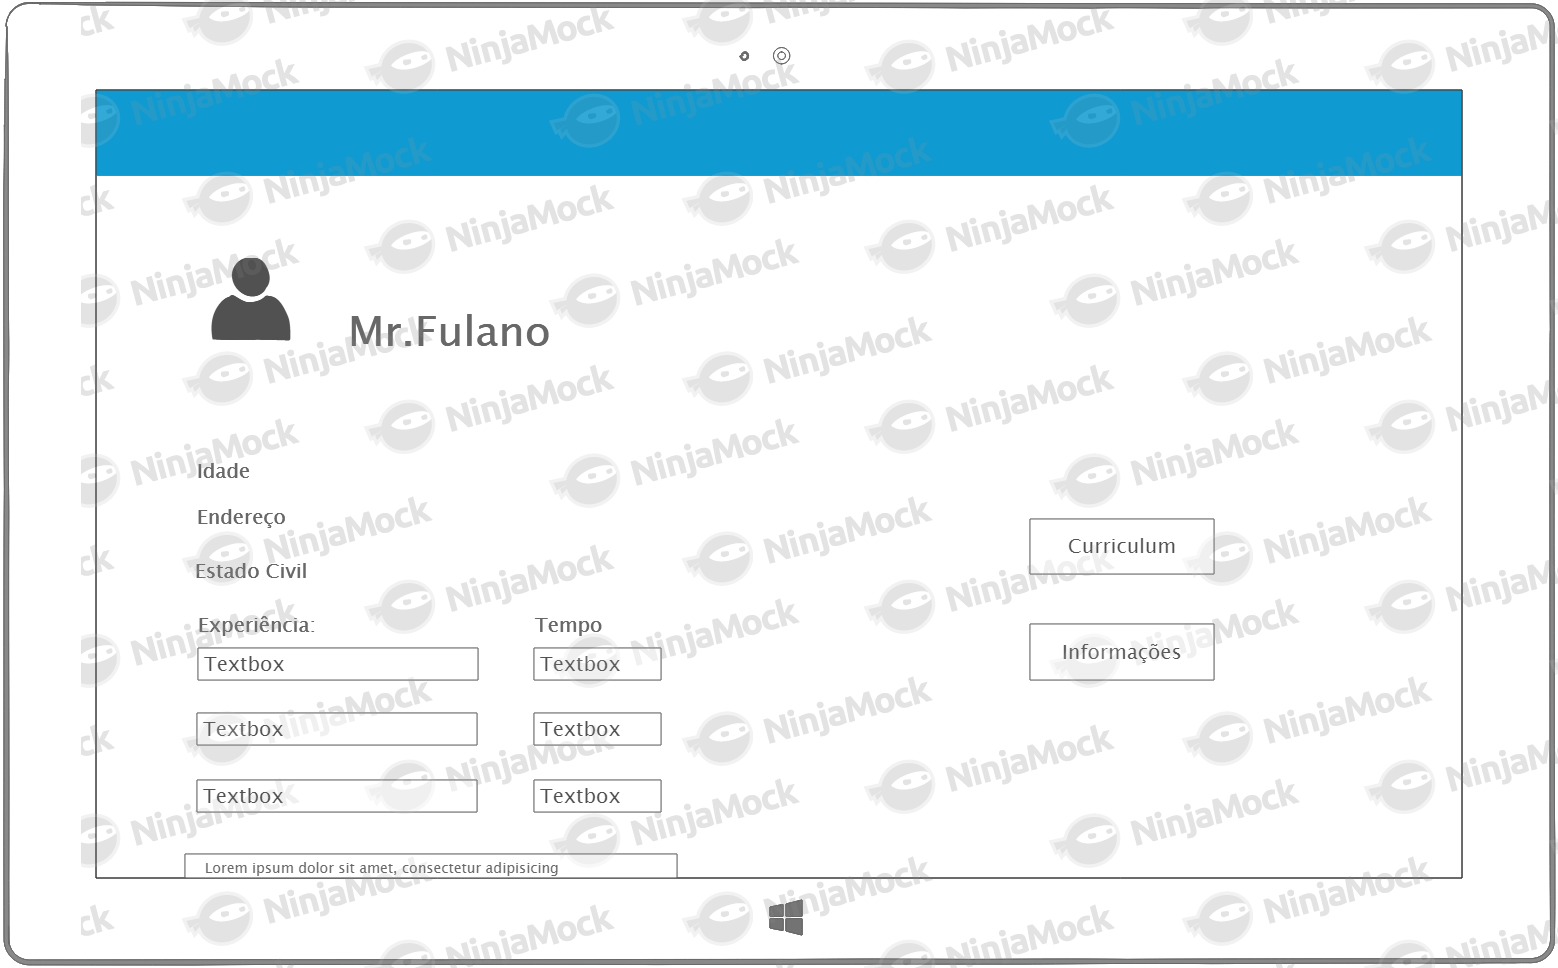 Mr.Fulano
Idade
Endereço
Estado Civil
Experiência:
Tempo
Textbox
Textbox
Textbox
Textbox
Textbox
Textbox
Lorem ipsum dolor sit amet, consectetur adipisicing
Curriculum
Informações
NinjaMock